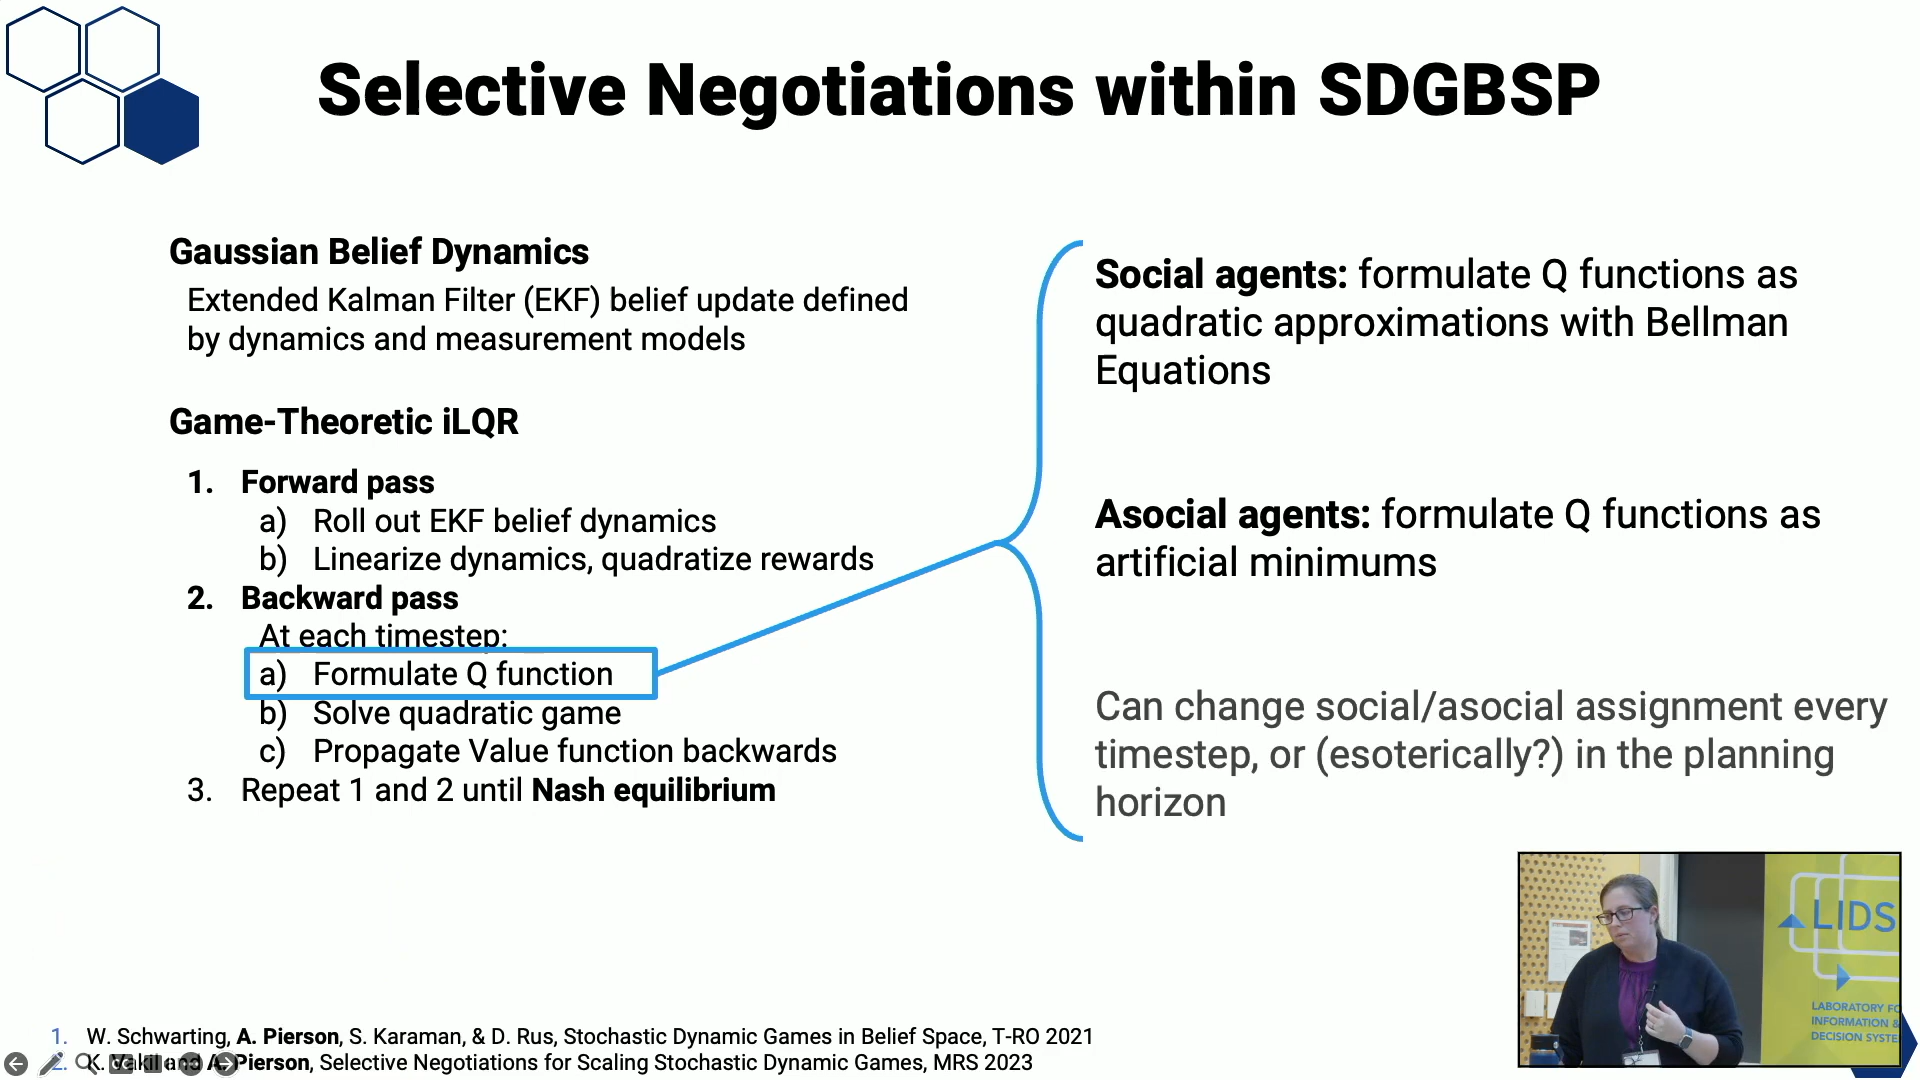 Selective Negotiations within SDGBSP
Gaussian Belief Dynamics
Extended Kalman Filter (EKF) belief update defined
by dynamics and measurement models
Game-Theoretic iLQR
1. Forward pass
a) Roll out EKF belief dynamics
b) Linearize dynamics, quadratize rewards
2. Backward pass
At each timestep:
a) Formulate Q function
b) Solve quadratic game
c) Propagate Value function backwards
3. Repeat 1 and 2 until Nash equilibrium
Social agents: formulate Q functions as
quadratic approximations with Bellman
Equations
Asocial agents: formulate Q functions as
artificial minimums
Can change social/asocial assignment every
timestep, or (esoterically?) in the planning
horizon
LIDS
LABORATORY FO
INFORMATION &
DECISION SYSTE
1. W. Schwarting, A. Pierson, S. Karaman, & D. Rus, Stochastic Dynamic Games in Belief Space, T-RO 2021
2. K. Vakil and A. Pierson, Selective Negotiations for Scaling Stochastic Dynamic Games, MRS 2023